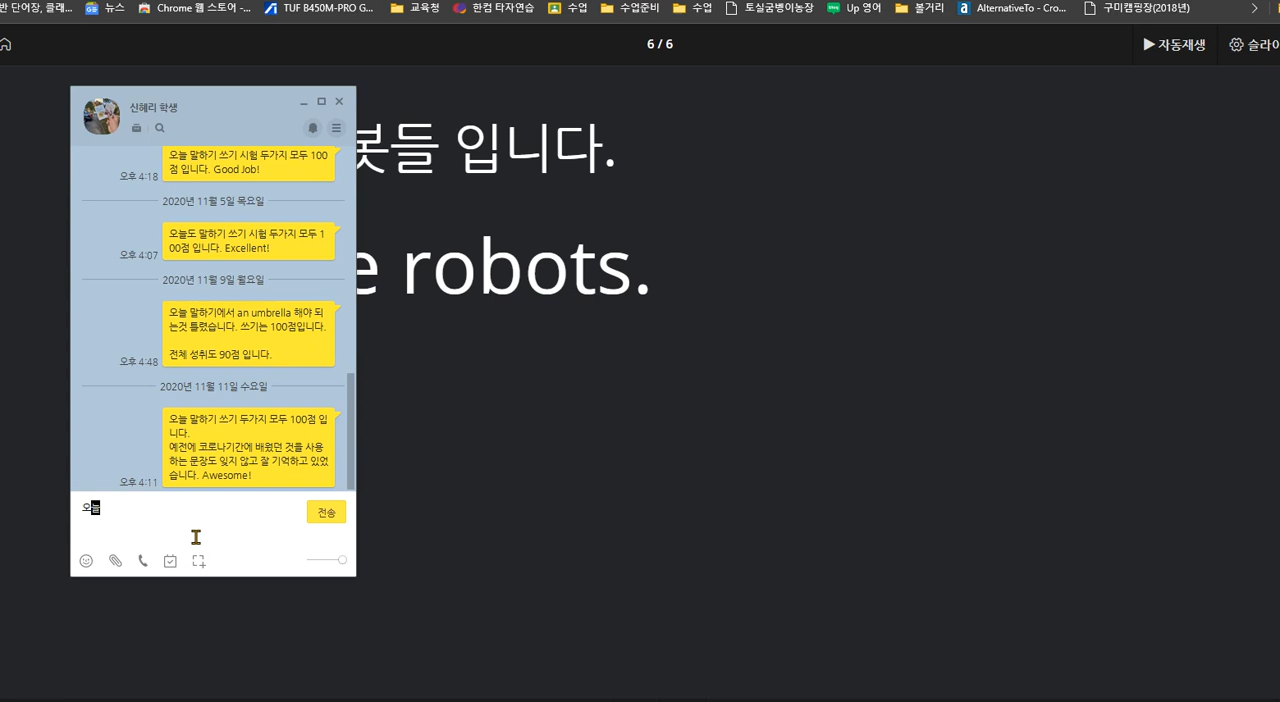 반 단어장, 클래... 뉴스 Chrome 웹 스토어 -... TUF B450M-PRO G... 교육청 한컴 타자연습 수업 수업준비 수업 토실굼벵이농장 Up 영어 볼거리 AlternativeTo - Cro... 구미캠핑장(2018년)
6 / 6
자동재생
슬라이
봇들 입니다.
e robots.
신혜리 학생
오늘 말하기 쓰기 시험 두가지 모두 100
점 입니다. Good Job!
오후 4:18
2020년 11월 5일 목요일
오늘도 말하기 쓰기 시험 두가지 모두 1
00점 입니다. Excellent!
오후 4:07
2020년 11월 9일 월요일
오늘 말하기에서 an umbrella 해야 되
는것 틀렸습니다. 쓰기는 100점입니다.
전체 성취도 90점 입니다.
오후 4:48
2020년 11월 11일 수요일
오늘 말하기 쓰기 두가지 모두 100점 입
니다.
예전에 코로나기간에 배웠던 것을 사용
하는 문장도 잊지 않고 잘 기억하고 있었
습니다. Awesome!
오후 4:11
오늘
전송